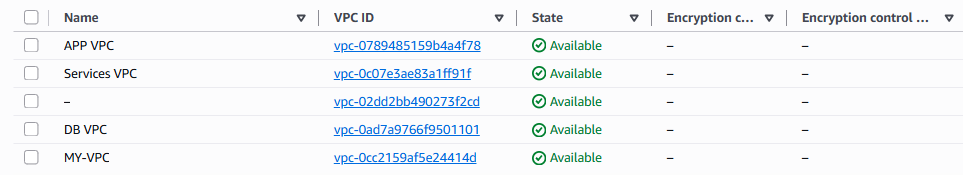 Name VPC ID State Encryption c... Encryption control ...
APP VPC vpc-0789485159b4a4f78 Available – –
Services VPC vpc-0c07e3ae83a1ff91f Available – –
– vpc-02dd2bb490273f2cd Available – –
DB VPC vpc-0ad7a9766f9501101 Available – –
MY-VPC vpc-0cc2159af5e24414d Available – –